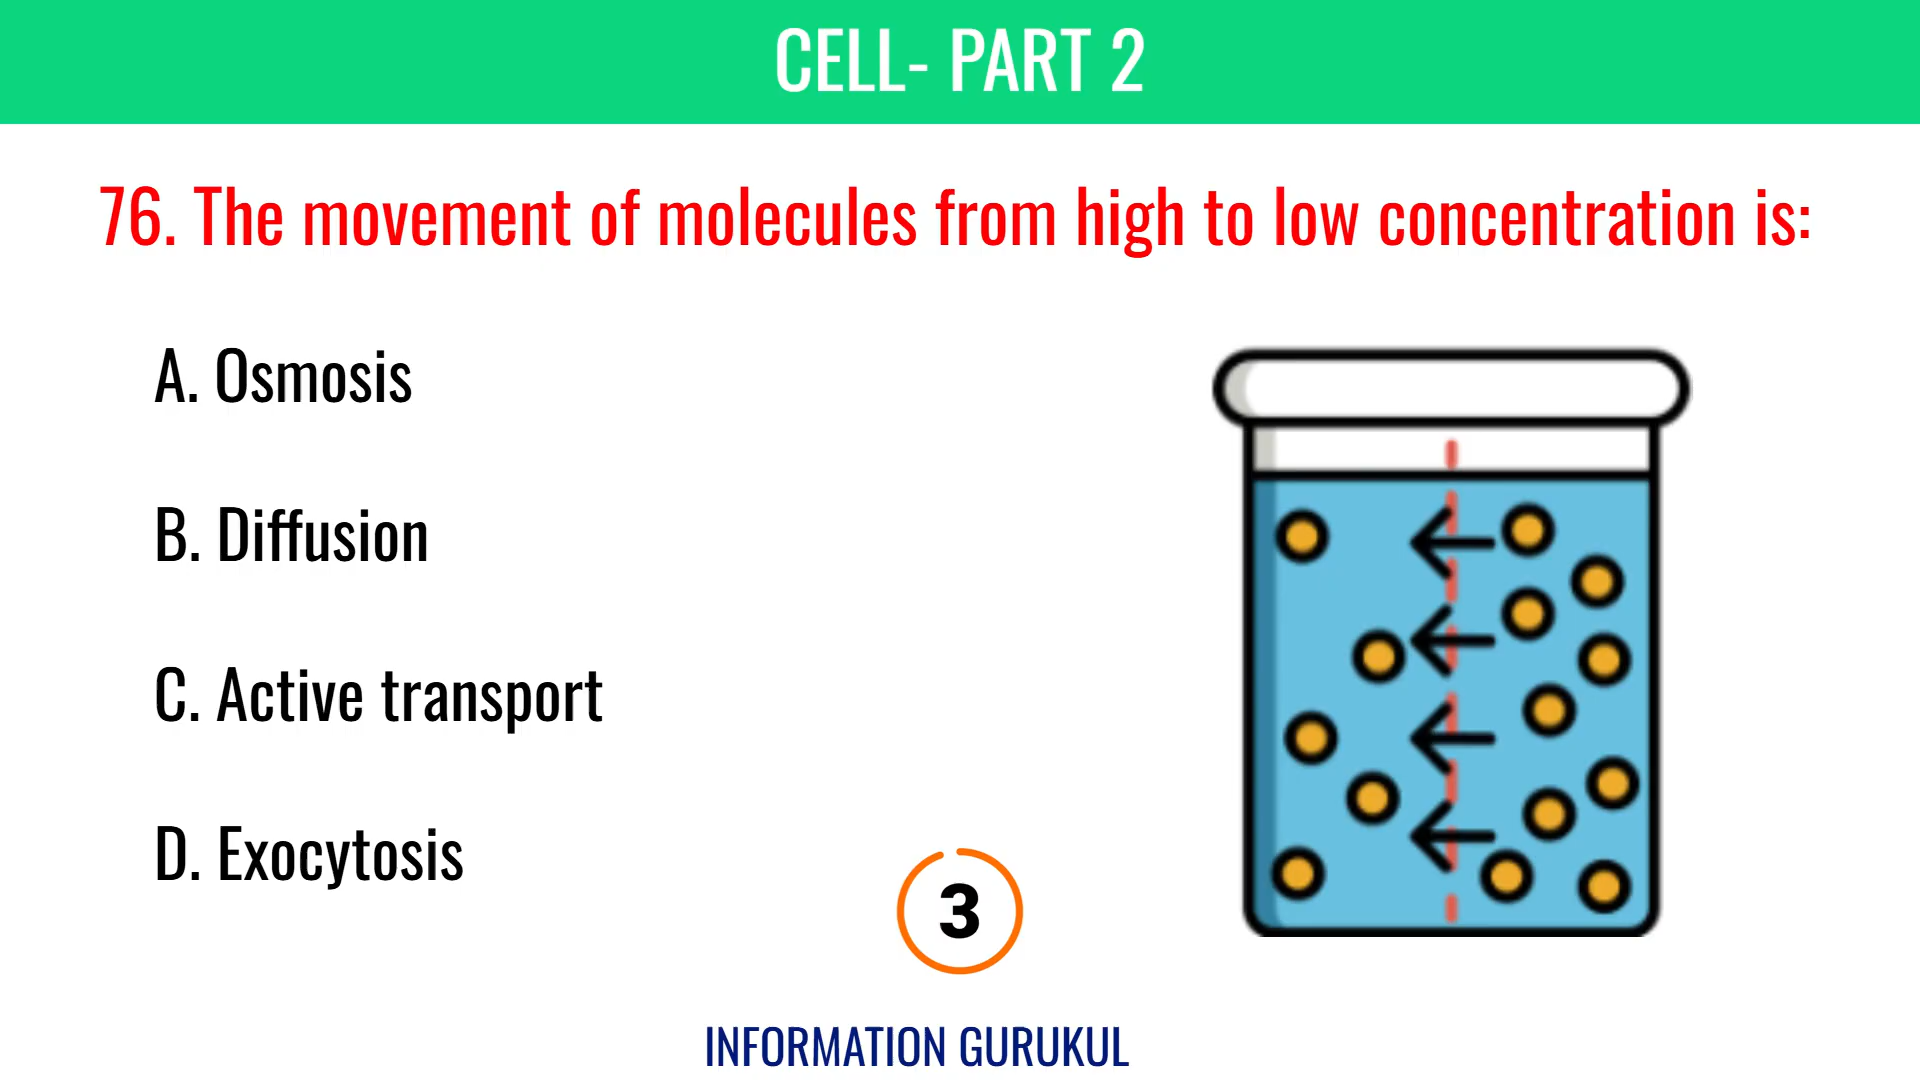 CELL- PART 2
76. The movement of molecules from high to low concentration is:
A. Osmosis
B. Diffusion
C. Active transport
D. Exocytosis
3
INFORMATION GURUKUL